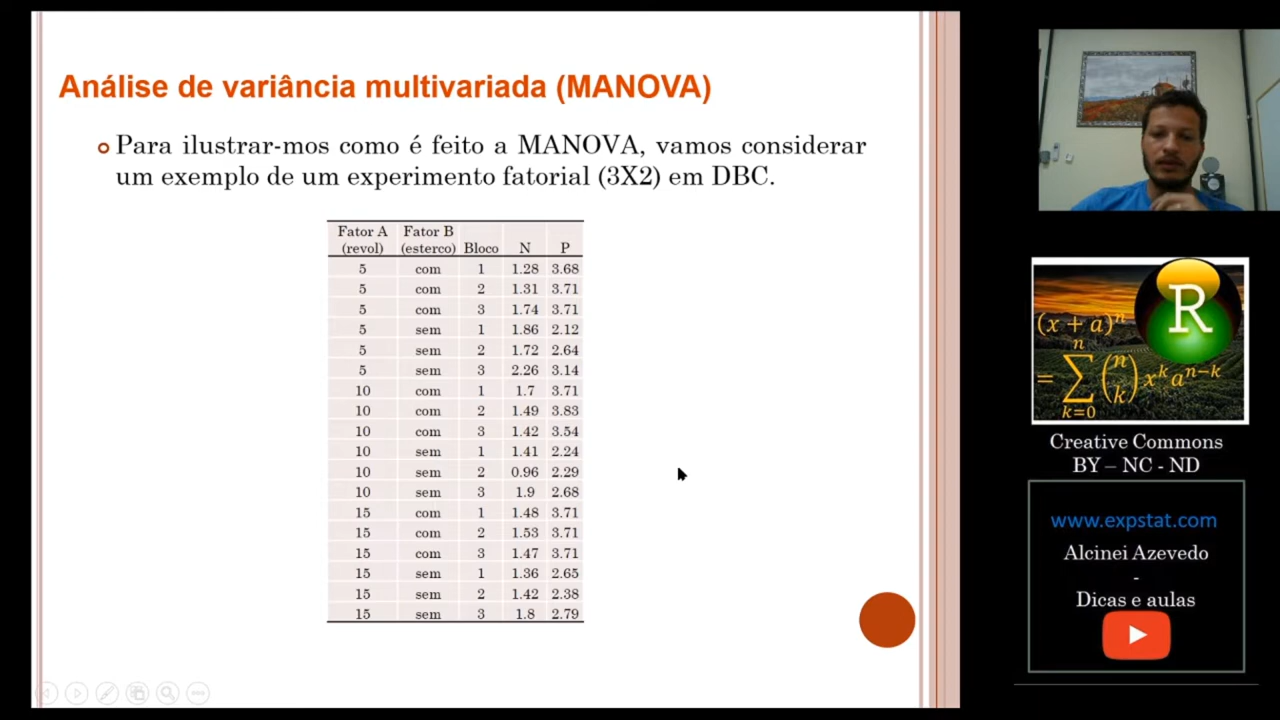 Análise de variância multivariada (MANOVA)
Para ilustrar-mos como é feito a MANOVA, vamos considerar
um exemplo de um experimento fatorial (3X2) em DBC.
Fator A Fator B
(revol) (esterco) Bloco N P
5 com 1 1.28 3.68
5 com 2 1.31 3.71
5 com 3 1.74 3.71
5 sem 1 1.86 2.12
5 sem 2 1.72 2.64
5 sem 3 2.26 3.14
10 com 1 1.7 3.71
10 com 2 1.49 3.83
10 com 3 1.42 3.54
10 sem 1 1.41 2.24
10 sem 2 0.96 2.29
10 sem 3 1.9 2.68
15 com 1 1.48 3.71
15 com 2 1.53 3.71
15 com 3 1.47 3.71
15 sem 1 1.36 2.65
15 sem 2 1.42 2.38
15 sem 3 1.8 2.79
R
(x + a)^n
= ∑_{k=0}^{n} (n k) x^k a^{n−k}
Creative Commons
BY – NC - ND
www.expstat.com
Alcinei Azevedo
-
Dicas e aulas